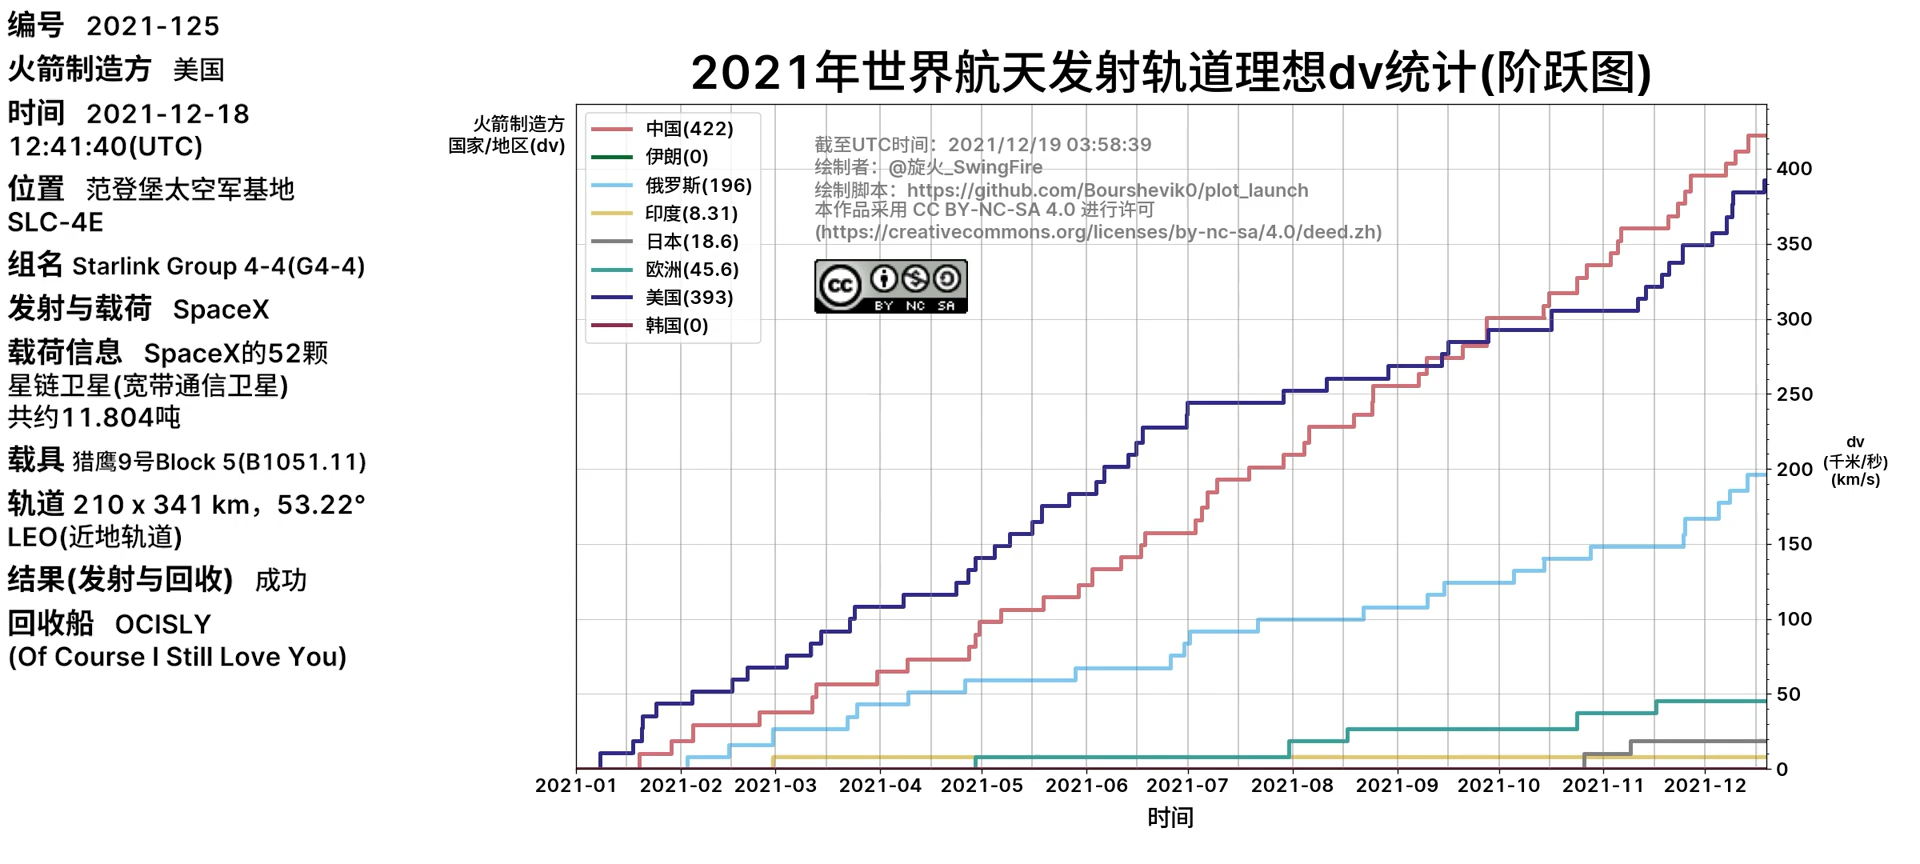 编号 2021-125
火箭制造方 美国
时间 2021-12-18
12:41:40(UTC)
位置 范登堡太空军基地
SLC-4E
组名 Starlink Group 4-4(G4-4)
发射与载荷 SpaceX
载荷信息 SpaceX的52颗
星链卫星(宽带通信卫星)
共约11.804吨
载具 猎鹰9号Block 5(B1051.11)
轨道 210 x 341 km，53.22°
LEO(近地轨道)
结果(发射与回收) 成功
回收船 OCISLY
(Of Course I Still Love You)
2021年世界航天发射轨道理想dv统计(阶跃图)
火箭制造方
国家/地区(dv)
中国(422)
伊朗(0)
俄罗斯(196)
印度(8.31)
日本(18.6)
欧洲(45.6)
美国(393)
韩国(0)
截至UTC时间：2021/12/19 03:58:39
绘制者：@旋火_SwingFire
绘制脚本：https://github.com/Bourshevik0/plot_launch
本作品采用 CC BY-NC-SA 4.0 进行许可
(https://creativecommons.org/licenses/by-nc-sa/4.0/deed.zh)
cc
BY NC SA
400
350
300
250
200
150
100
50
0
dv
(千米/秒)
(km/s)
2021-01 2021-02 2021-03 2021-04 2021-05 2021-06 2021-07 2021-08 2021-09 2021-10 2021-11 2021-12
时间